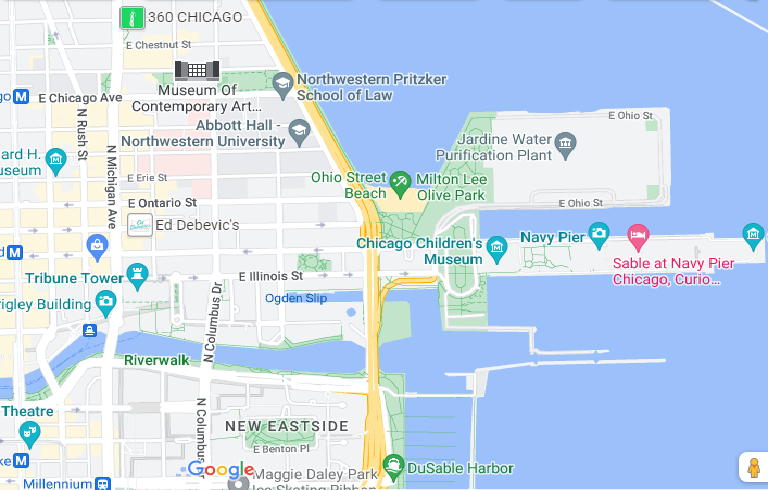 360 CHICAGO
E Chestnut St
Museum Of
Contemporary Art...
Northwestern Pritzker
School of Law
go M
E Chicago Ave
N Rush St
N Michigan Ave
Abbott Hall -
Northwestern University
E Ohio St
Jardine Water
Purification Plant
ard H.
useum
E Erie St
Ohio Street
Beach
Milton Lee
Olive Park
E Ontario St
E Ohio St
Ed Debevic's
Chicago Children's
Museum
Navy Pier
d M
Sable at Navy Pier
Chicago, Curio...
Tribune Tower
E Illinois St
rigley Building
Ogden Slip
N Columbus Dr
Riverwalk
Theatre
N Columbus
NEW EASTSIDE
E Benton Pl
ke M
Google
Maggie Daley Park
Ice Skating Ribbon
DuSable Harbor
Millennium